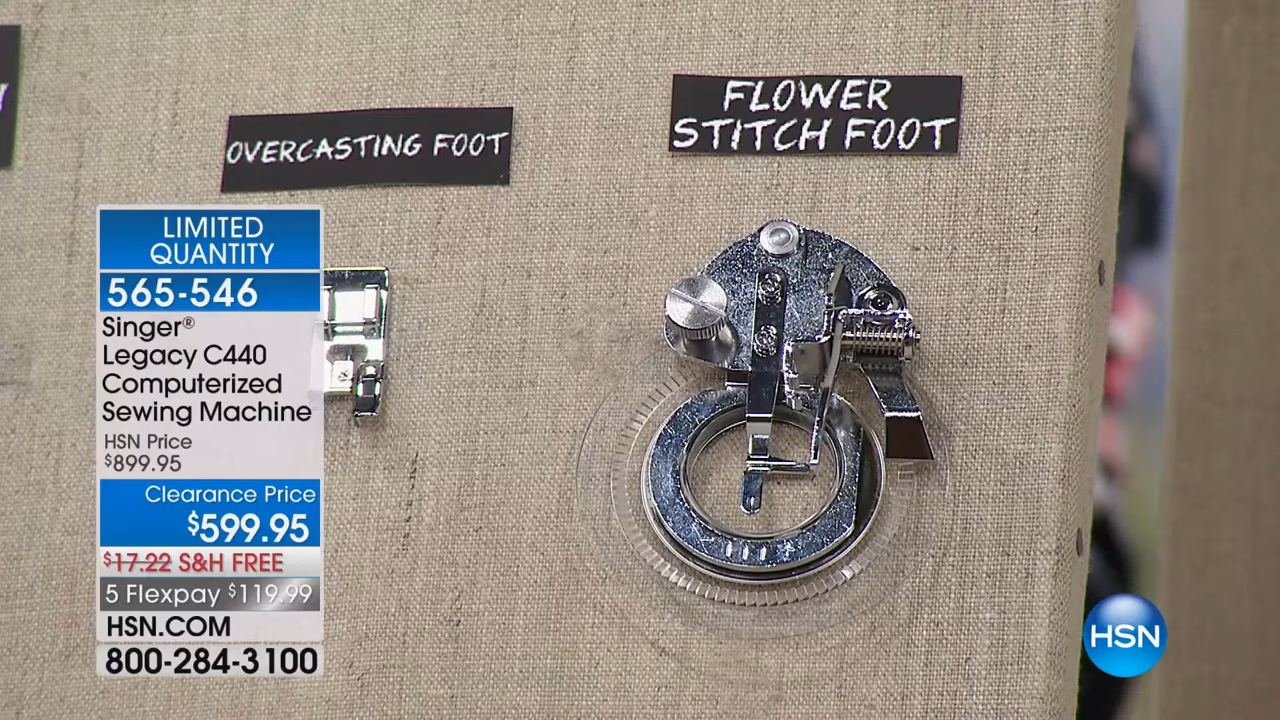 OVERCASTING FOOT
FLOWER
STITCH FOOT
LIMITED
QUANTITY
565-546
Singer®
Legacy C440
Computerized
Sewing Machine
HSN Price
$899.95
Clearance Price
$599.95
$17.22 S&H FREE
5 Flexpay $119.99
HSN.COM
800-284-3100
HSN